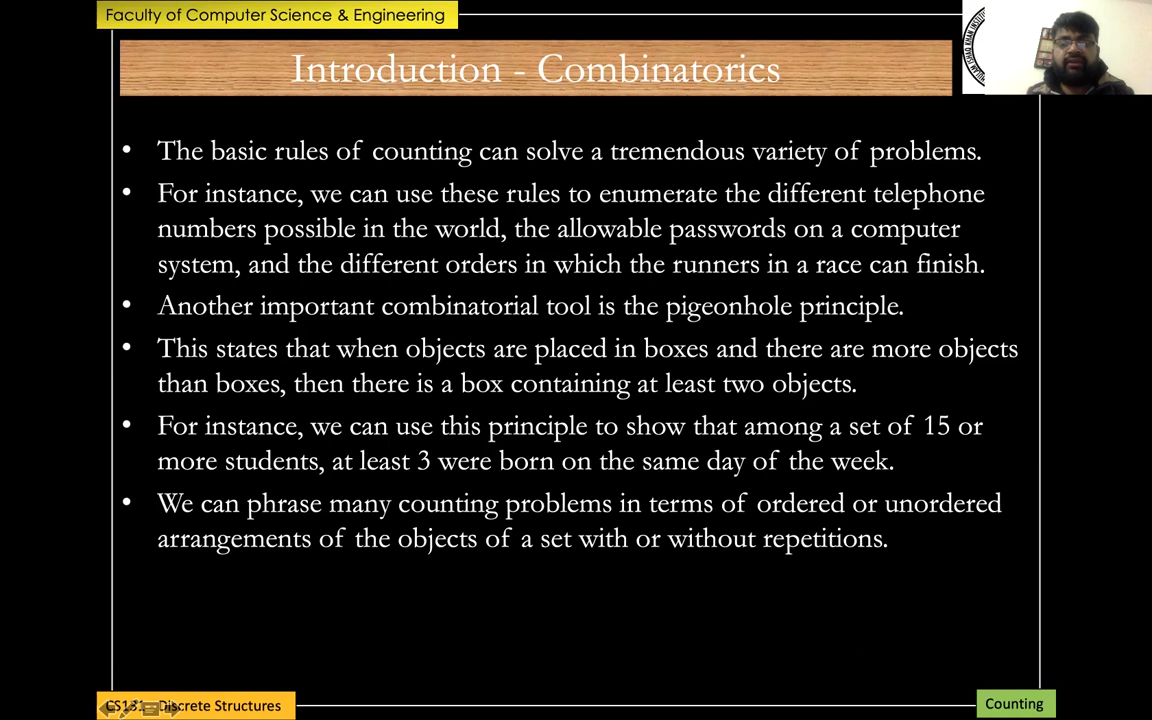 Faculty of Computer Science & Engineering
Introduction - Combinatorics
• The basic rules of counting can solve a tremendous variety of problems.
• For instance, we can use these rules to enumerate the different telephone
numbers possible in the world, the allowable passwords on a computer
system, and the different orders in which the runners in a race can finish.
• Another important combinatorial tool is the pigeonhole principle.
• This states that when objects are placed in boxes and there are more objects
than boxes, then there is a box containing at least two objects.
• For instance, we can use this principle to show that among a set of 15 or
more students, at least 3 were born on the same day of the week.
• We can phrase many counting problems in terms of ordered or unordered
arrangements of the objects of a set with or without repetitions.
Discrete Structures
Counting